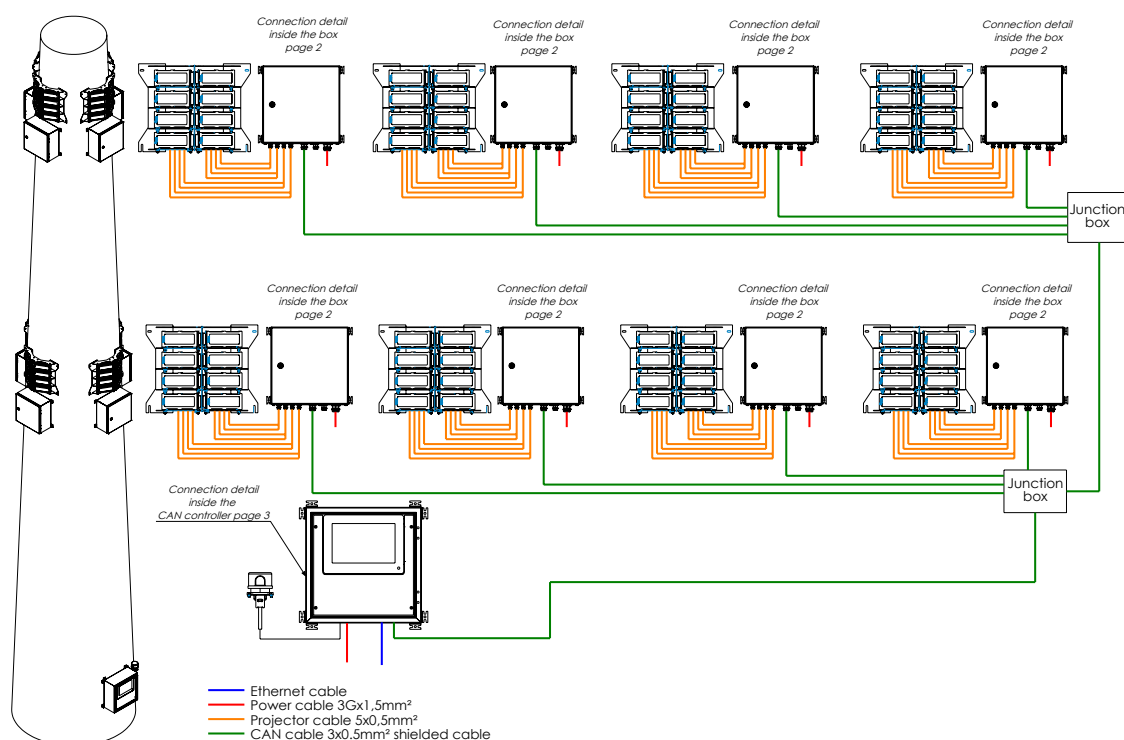 Connection detail
inside the box
page 2
Connection detail
inside the box
page 2
Connection detail
inside the box
page 2
Connection detail
inside the box
page 2
Junction
box
Connection detail
inside the box
page 2
Connection detail
inside the box
page 2
Connection detail
inside the box
page 2
Connection detail
inside the box
page 2
Junction
box
Connection detail
inside the
CAN controller page 3
Ethernet cable
Power cable 3Gx1,5mm²
Projector cable 5x0,5mm²
CAN cable 3x0.5mm² shielded cable